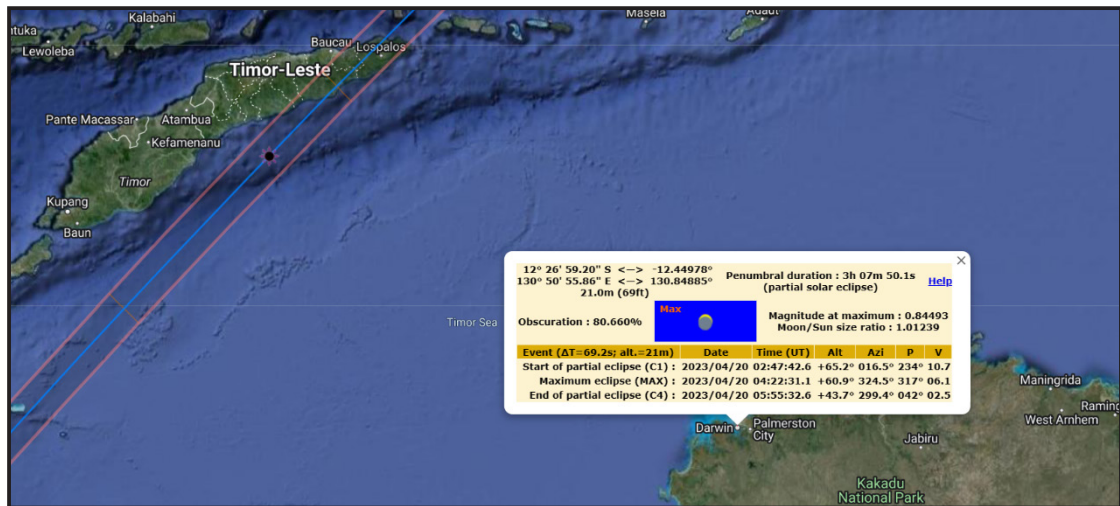 Kalabahi
Masela
Adaut
tuka
Lewoleba
Baucau
Lospalos
Timor-Leste
Pante Macassar
Atambua
Kefamenanu
Timor
Kupang
Baun
Timor Sea
12° 26' 59.20" S <—> -12.44978°
130° 50' 55.86" E <—> 130.84885°
21.0m (69ft)
Penumbral duration : 3h 07m 50.1s
(partial solar eclipse)
Help
Obscuration : 80.660%
Max
Magnitude at maximum : 0.84493
Moon/Sun size ratio : 1.01239
Event (ΔT=69.2s; alt.=21m) Date Time (UT) Alt Azi P V
Start of partial eclipse (C1) : 2023/04/20 02:47:42.6 +65.2° 016.5° 234° 10.7
Maximum eclipse (MAX) : 2023/04/20 04:22:31.1 +60.9° 324.5° 317° 06.1
End of partial eclipse (C4) : 2023/04/20 05:55:32.6 +43.7° 299.4° 042° 02.5
Maningrida
Raming
West Arnhem
Darwin
Palmerston
City
Jabiru
Kakadu
National Park